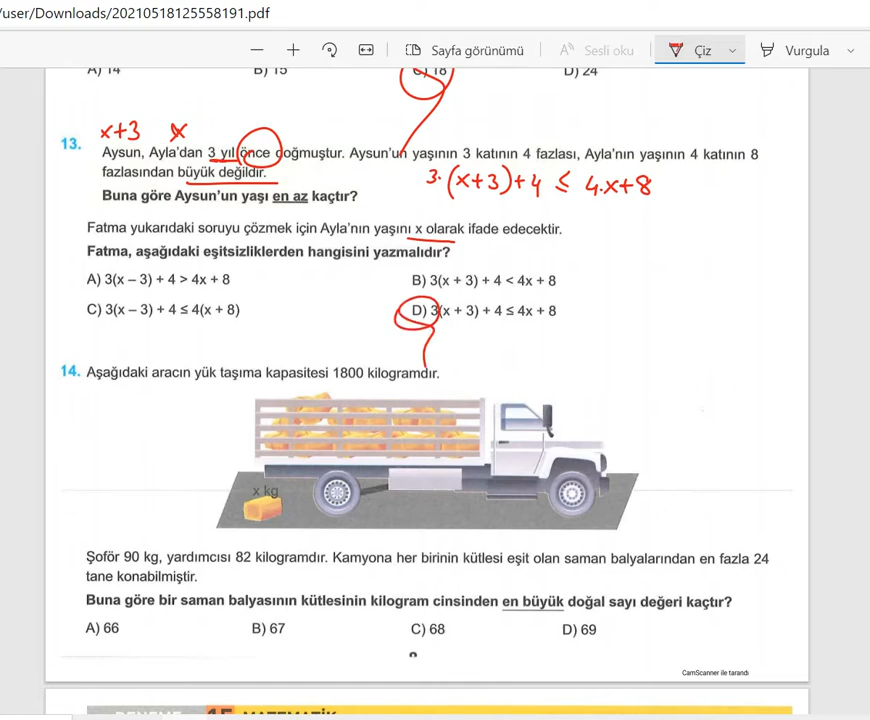 /user/Downloads/20210518125558191.pdf
Sayfa görünümü Sesli oku Çiz Vurgula
A) 14 B) 15 C) 18 D) 24
x+3 x
13. Aysun, Ayla'dan 3 yıl önce doğmuştur. Aysun'un yaşının 3 katının 4 fazlası, Ayla'nın yaşının 4 katının 8
fazlasından büyük değildir.
3.(x+3)+4 ≤ 4.x+8
Buna göre Aysun'un yaşı en az kaçtır?
Fatma yukarıdaki soruyu çözmek için Ayla'nın yaşını x olarak ifade edecektir.
Fatma, aşağıdaki eşitsizliklerden hangisini yazmalıdır?
A) 3(x – 3) + 4 > 4x + 8 B) 3(x + 3) + 4 < 4x + 8
C) 3(x – 3) + 4 ≤ 4(x + 8) D) 3(x + 3) + 4 ≤ 4x + 8
14. Aşağıdaki aracın yük taşıma kapasitesi 1800 kilogramdır.
x kg
Şoför 90 kg, yardımcısı 82 kilogramdır. Kamyona her birinin kütlesi eşit olan saman balyalarından en fazla 24
tane konabilmiştir.
Buna göre bir saman balyasının kütlesinin kilogram cinsinden en büyük doğal sayı değeri kaçtır?
A) 66 B) 67 C) 68 D) 69
CamScanner ile tarandı
DENEME 15 MATEMATİK